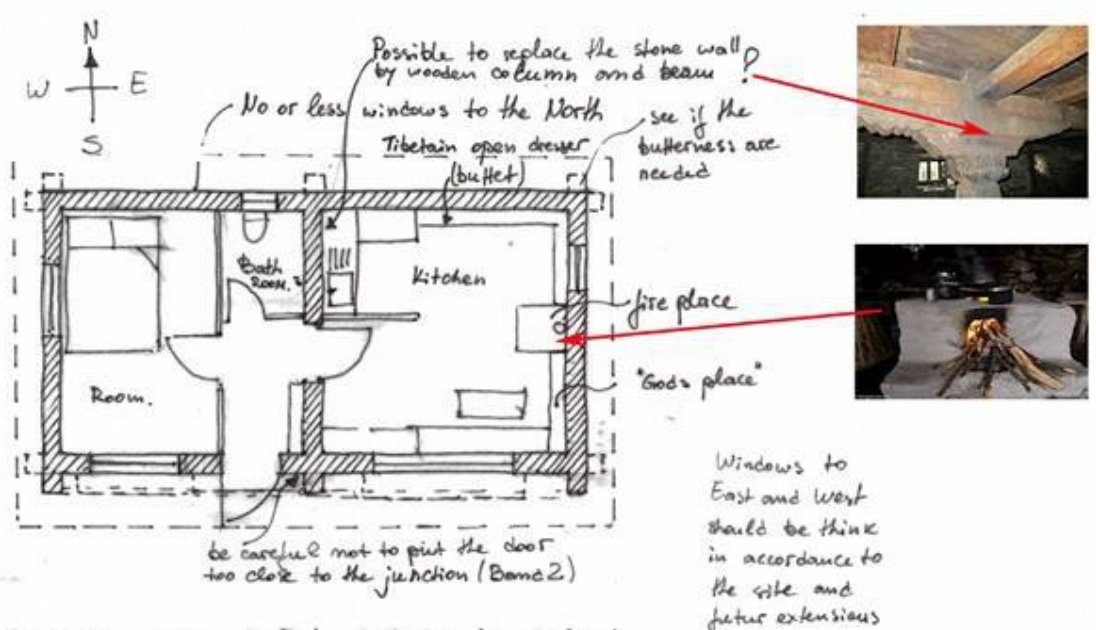 N
W E
S
Possible to replace the stone wall
by wooden column and beam ?
No or less windows to the North
see if the
butterness are
needed
Tibetain open dresser
(buffet)
Bath
Room.
Kitchen
fire place
"Gods place"
Room.
Windows to
East and West
should be think
in accordance to
the site and
futur extensions
be careful not to put the door
too close to the junction (Band 2)